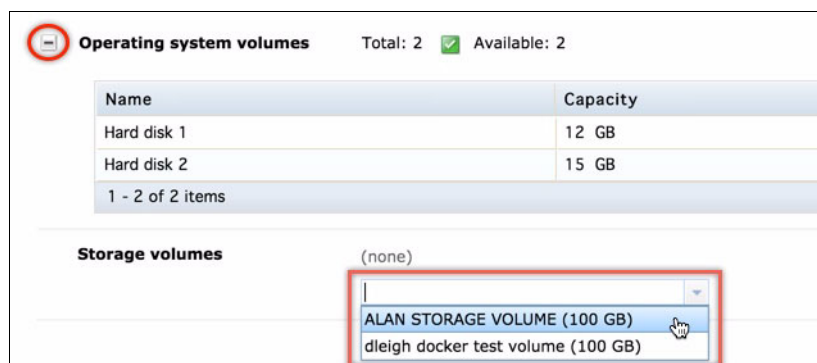 Operating system volumes Total: 2 Available: 2
Name Capacity
Hard disk 1 12 GB
Hard disk 2 15 GB
1 - 2 of 2 items
Storage volumes (none)
ALAN STORAGE VOLUME (100 GB)
dleigh docker test volume (100 GB)